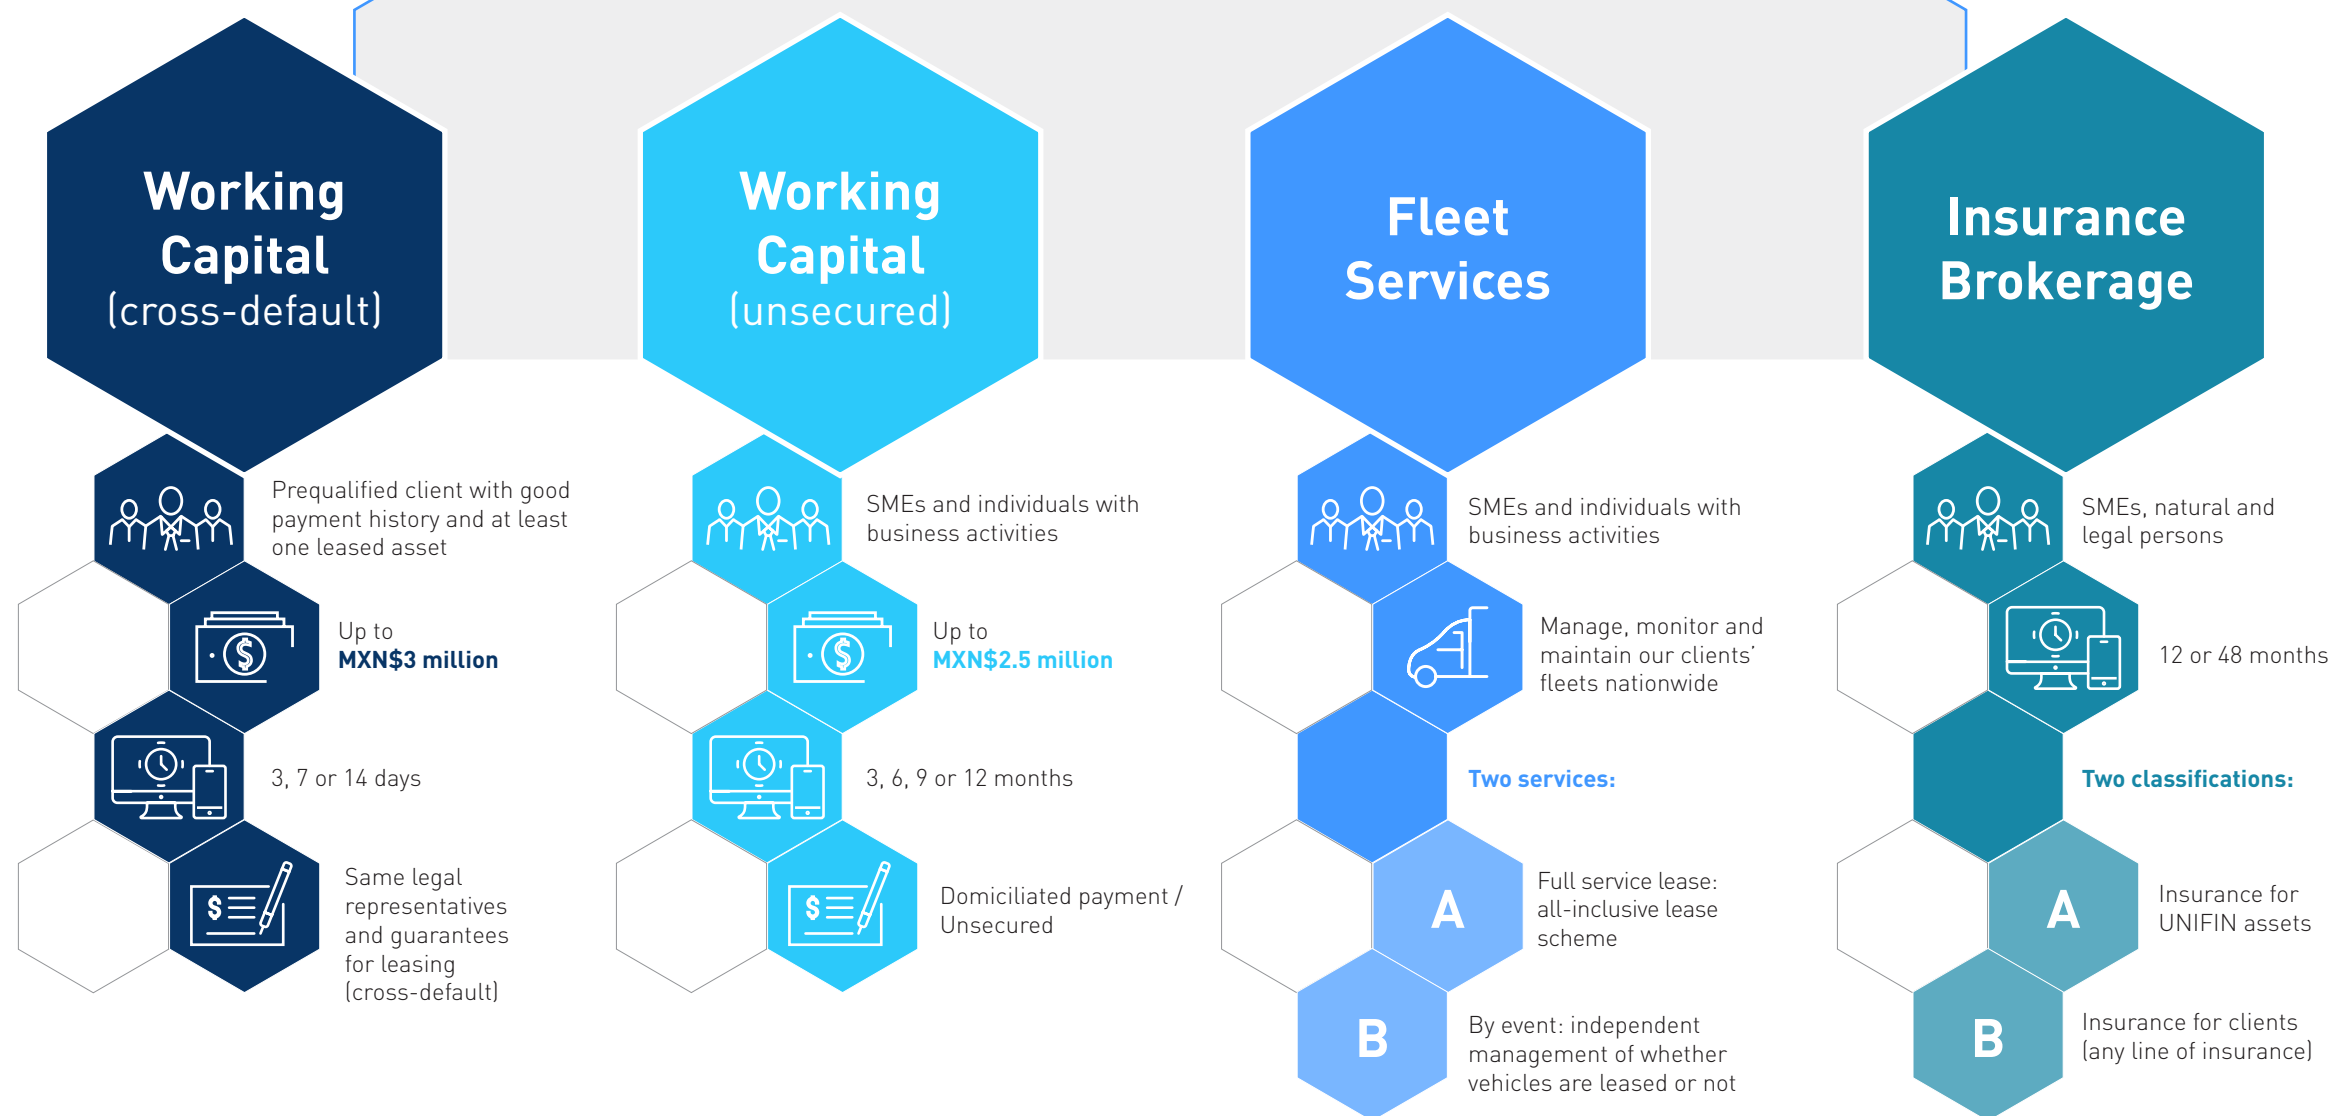 Working
Capital
(cross-default)
Prequalified client with good
payment history and at least
one leased asset
Up to
MXN$3 million
3, 7 or 14 days
$
Same legal
representatives
and guarantees
for leasing
(cross-default)
Working
Capital
(unsecured)
SMEs and individuals with
business activities
Up to
MXN$2.5 million
3, 6, 9 or 12 months
$
Domiciliated payment /
Unsecured
Fleet
Services
SMEs and individuals with
business activities
Manage, monitor and
maintain our clients’
fleets nationwide
Two services:
A
Full service lease:
all-inclusive lease
scheme
B
By event: independent
management of whether
vehicles are leased or not
Insurance
Brokerage
SMEs, natural and
legal persons
12 or 48 months
Two classifications:
A
Insurance for
UNIFIN assets
B
Insurance for clients
(any line of insurance)